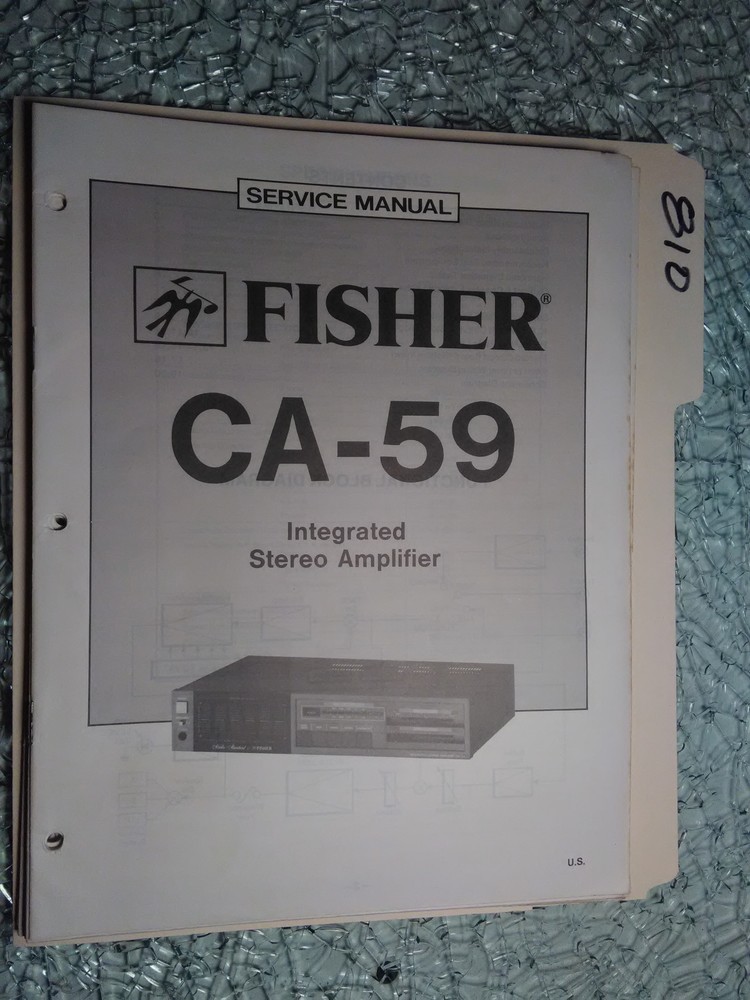 SERVICE MANUAL
810
FISHER®
CA-59
Integrated
Stereo Amplifier
U.S.